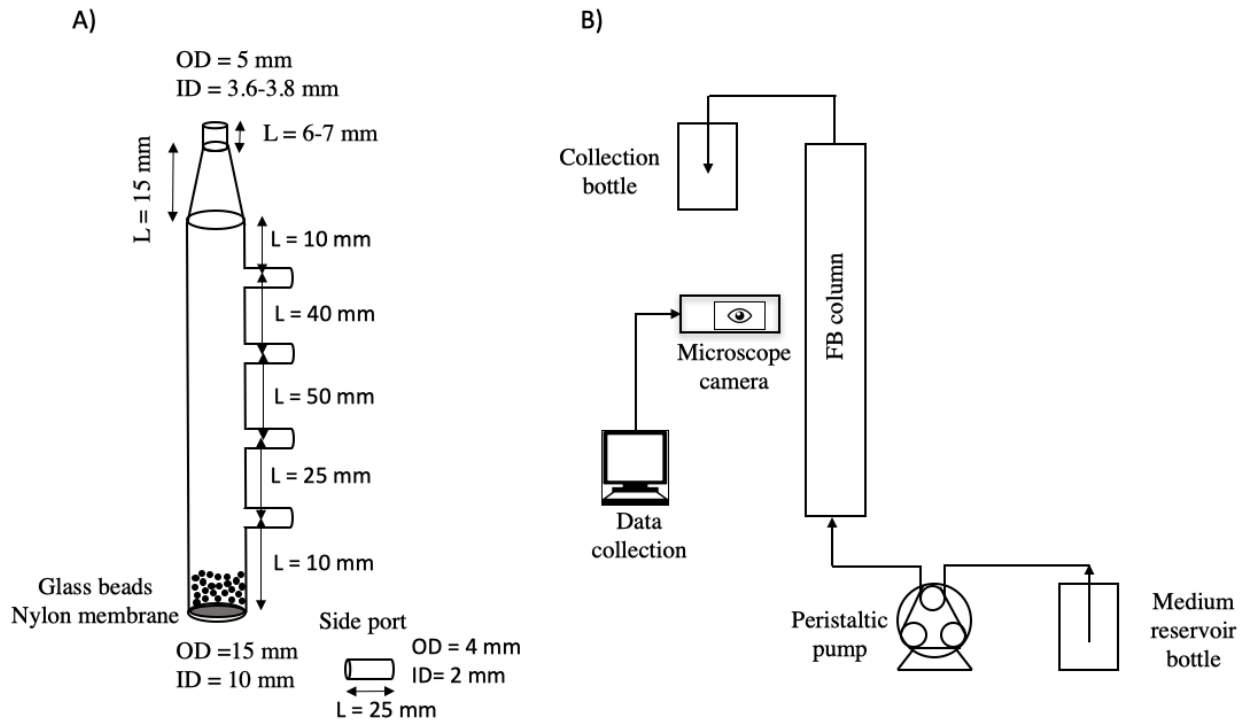 A)
OD = 5 mm
ID = 3.6-3.8 mm
L = 6-7 mm
L = 15 mm
L = 10 mm
L = 40 mm
L = 50 mm
L = 25 mm
L = 10 mm
Glass beads
Nylon membrane
OD =15 mm
ID = 10 mm
Side port
OD = 4 mm
ID= 2 mm
L = 25 mm
B)
Collection
bottle
FB column
Microscope
camera
Data
collection
Peristaltic
pump
Medium
reservoir
bottle